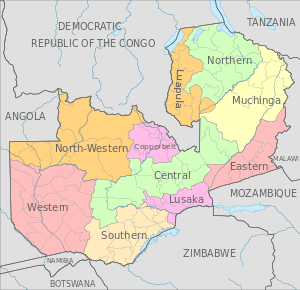 DEMOCRATIC
REPUBLIC OF THE CONGO
TANZANIA
Northern
Luapula
Muchinga
ANGOLA
North-Western
Copperbelt
Eastern
MALAWI
Central
Western
Lusaka
MOZAMBIQUE
Southern
ZIMBABWE
NAMIBIA
BOTSWANA